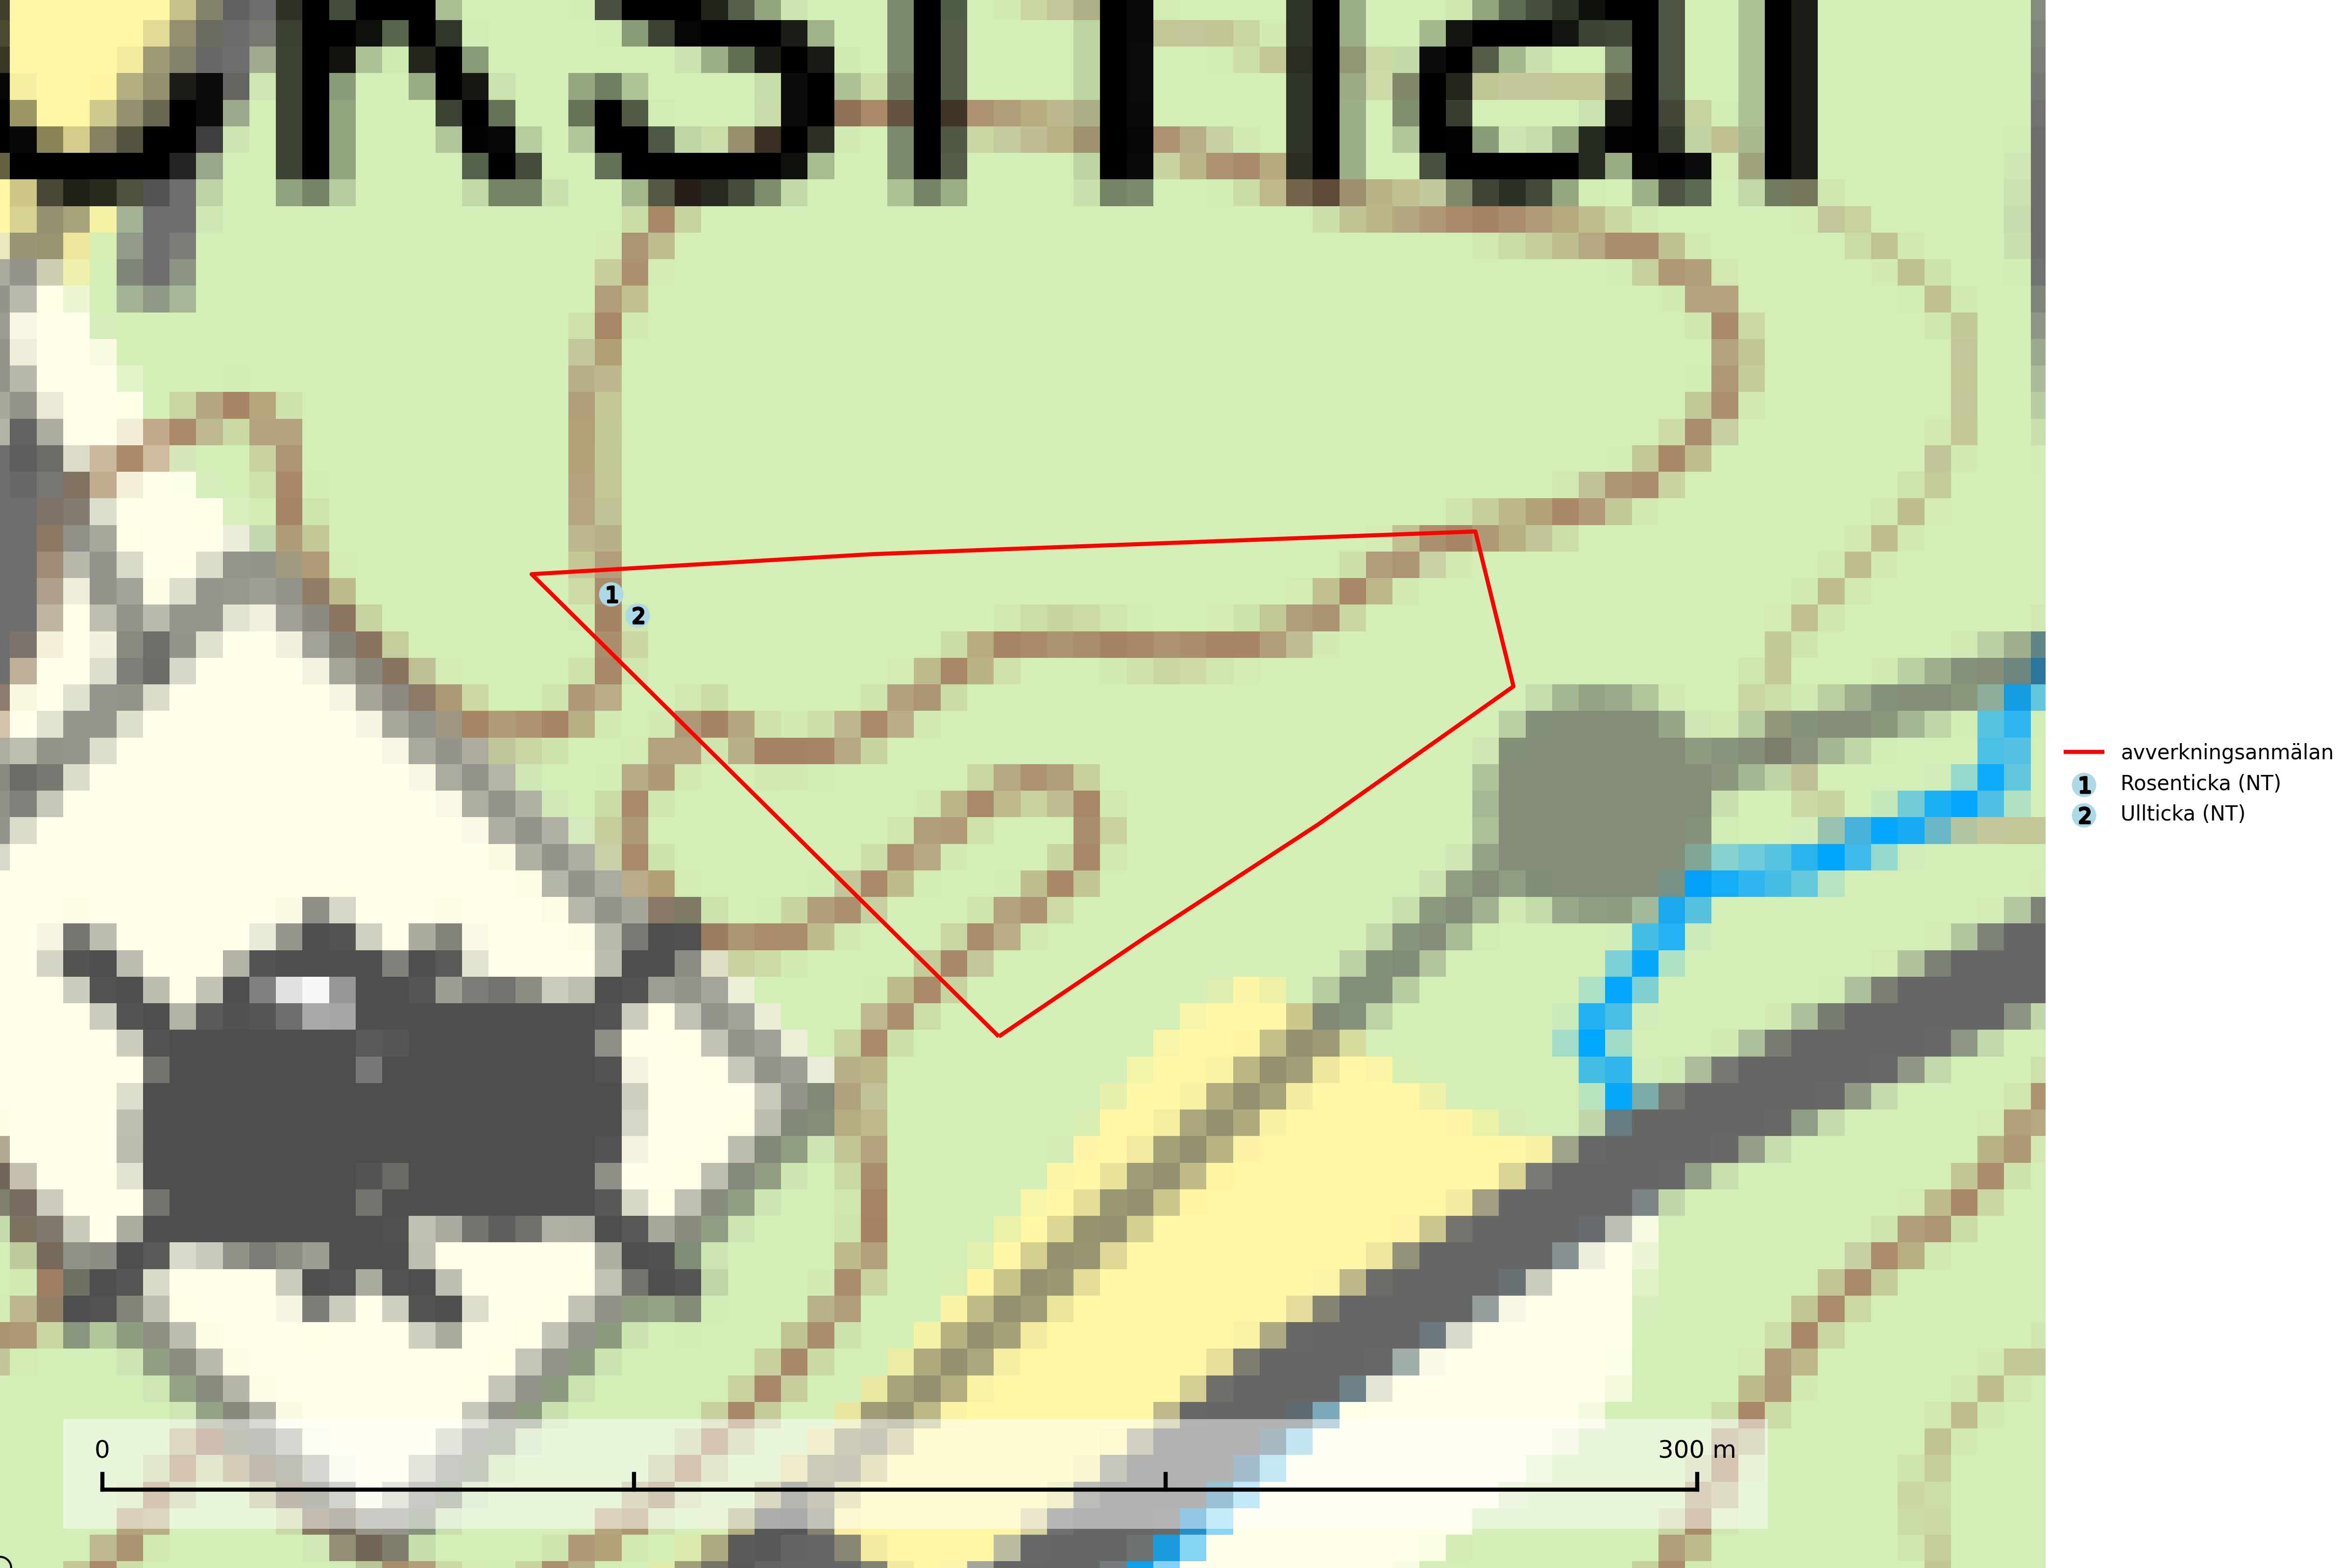 avverkningsanmälan
1 Rosenticka (NT)
2 Ullticka (NT)
1
2
0 300 m